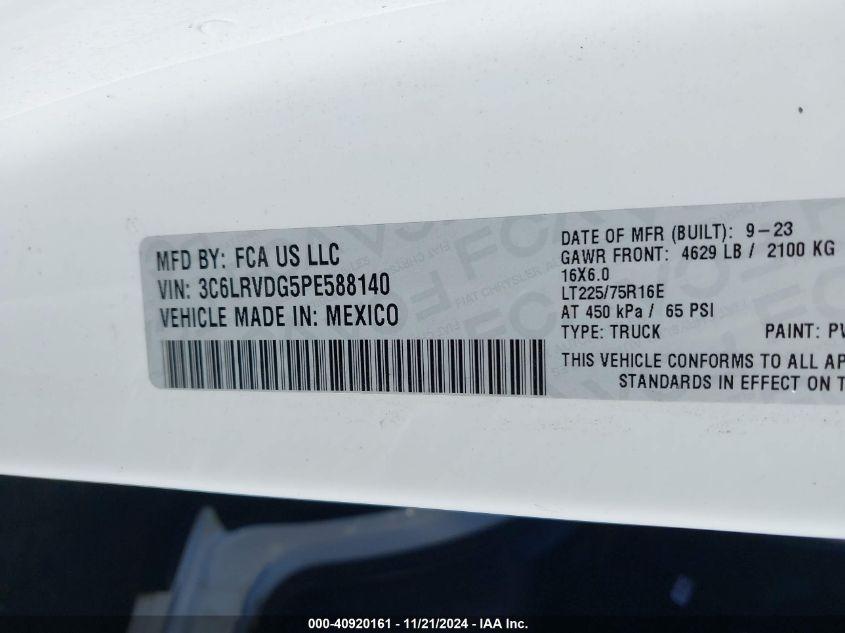 MFD BY: FCA US LLC
VIN: 3C6LRVDG5PE588140
VEHICLE MADE IN: MEXICO
DATE OF MFR (BUILT): 9-23
GAWR FRONT: 4629 LB / 2100 KG
16X6.0
LT225/75R16E
AT 450 kPa / 65 PSI
TYPE: TRUCK PAINT: PV
THIS VEHICLE CONFORMS TO ALL AP
STANDARDS IN EFFECT ON T
000-40920161 - 11/21/2024 - IAA Inc.